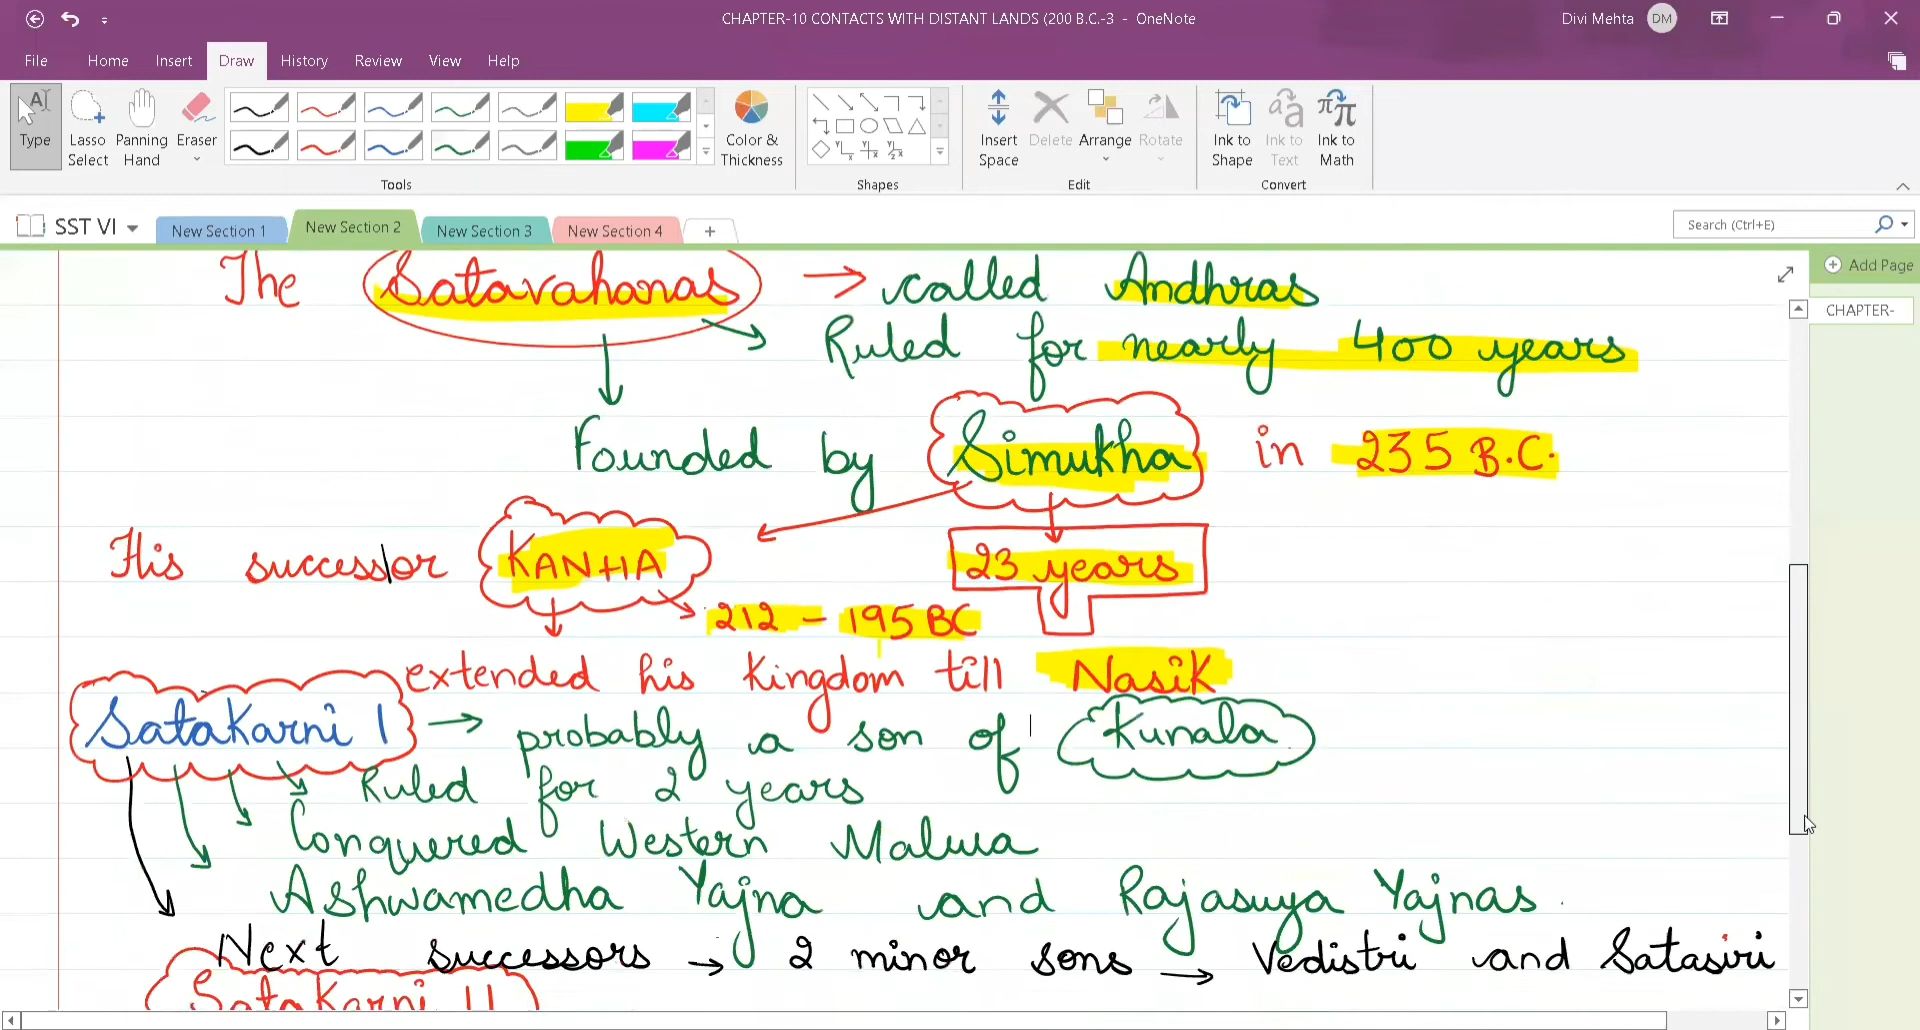 CHAPTER-10 CONTACTS WITH DISTANT LANDS (200 B.C.-3 - OneNote
Divi Mehta DM
File Home Insert Draw History Review View Help
Type Lasso Select Panning Hand Eraser Color & Thickness Insert Space Delete Arrange Rotate Ink to Shape Ink to Text Ink to Math
Tools Shapes Edit Convert
SST VI New Section 1 New Section 2 New Section 3 New Section 4 + Search (Ctrl+E)
Add Page
CHAPTER-
The Satavahanas → called Andhras
Ruled for nearly 400 years
Founded by Simukha in 235 B.C.
His successor KANHA 23 years
212 - 195 BC
extended his kingdom till Nasik
Satakarni I → probably a son of Kunala
Ruled for 2 years
Conquered Western Malwa
Ashwamedha Yajna and Rajasuya Yajnas.
Next successors → 2 minor sons → Vedistri and Satasiri
Satakarni II